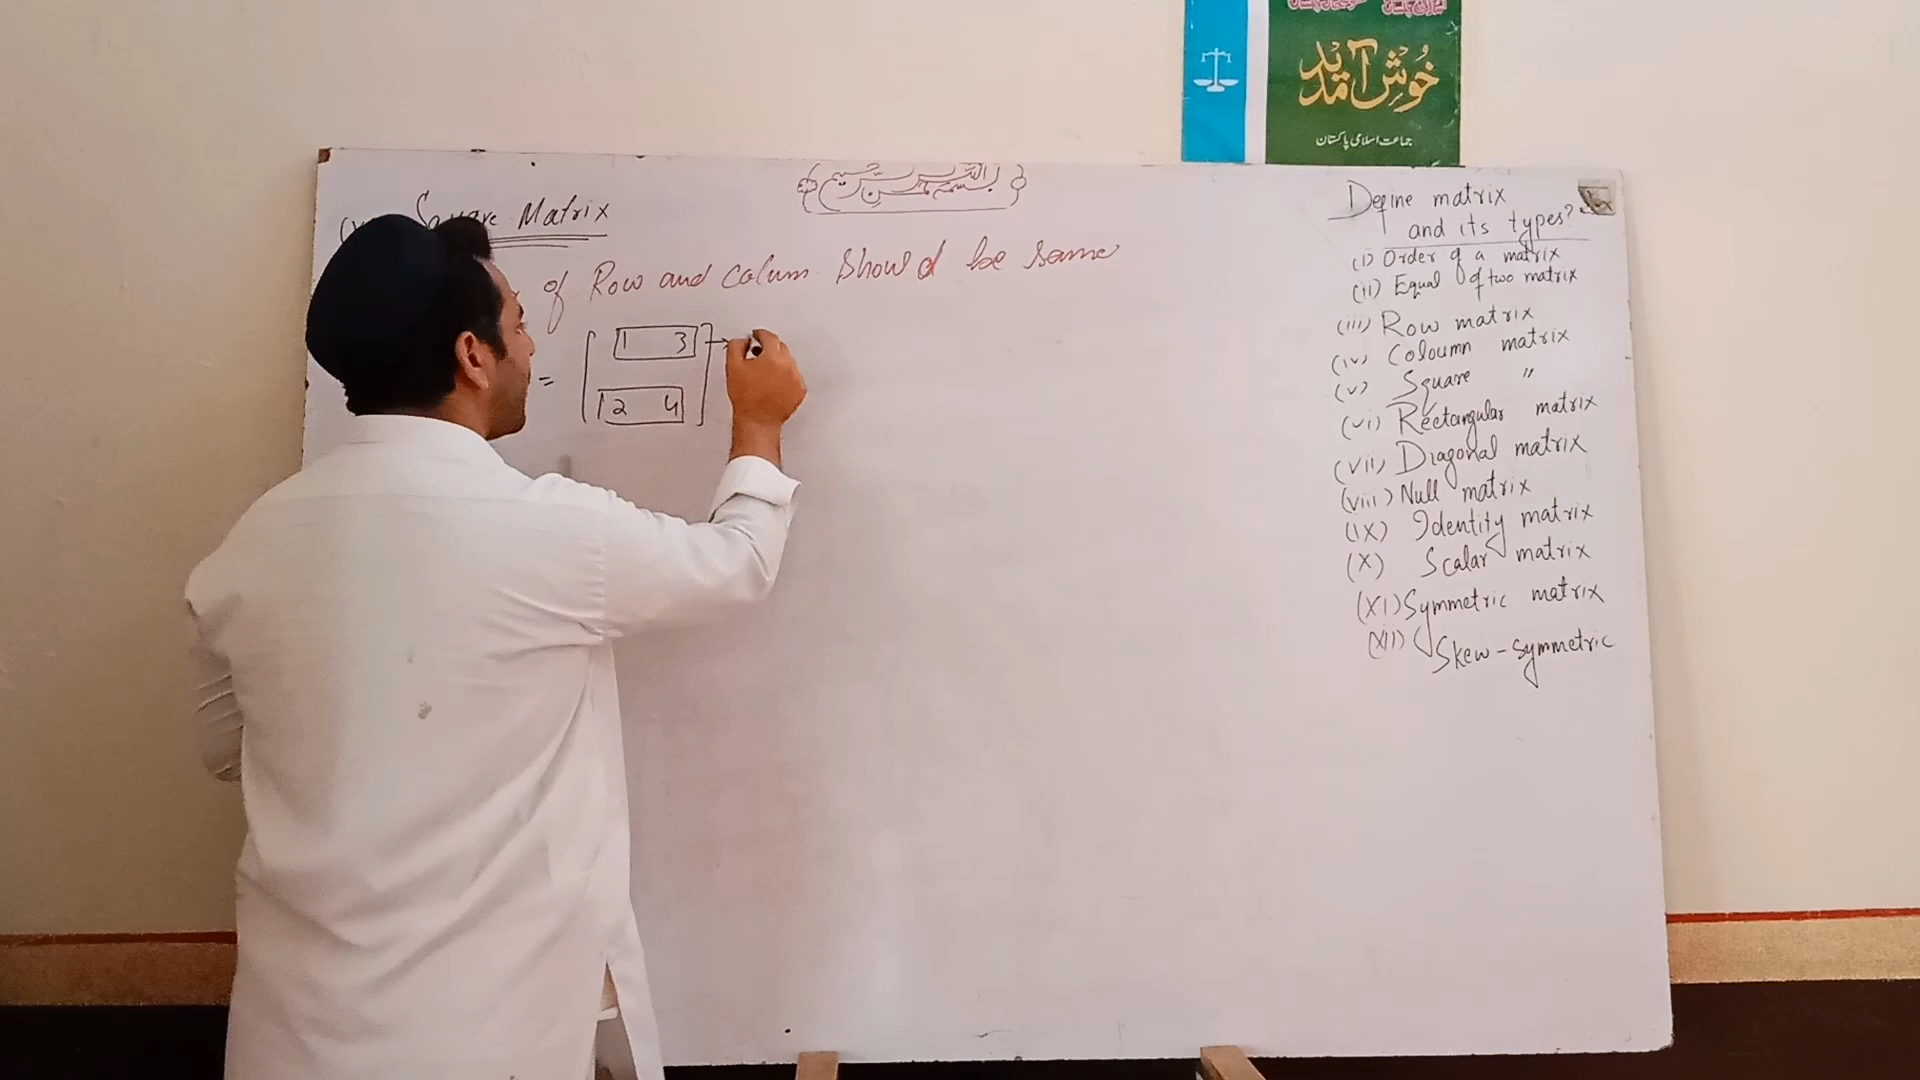 خُوش آمدید
جماعت اسلامی پاکستان
Matrix
of Row and colum should be same
= [ 1 3
2 4 ] →
Define matrix
and its types?
(i) Order of a matrix
(ii) Equal of two matrix
(iii) Row matrix
(iv) Coloumn matrix
(v) Square "
(vi) Rectangular matrix
(vii) Diagonal matrix
(viii) Null matrix
(ix) Identity matrix
(x) Scalar matrix
(xi) Symmetric matrix
(xii) Skew-symmetric